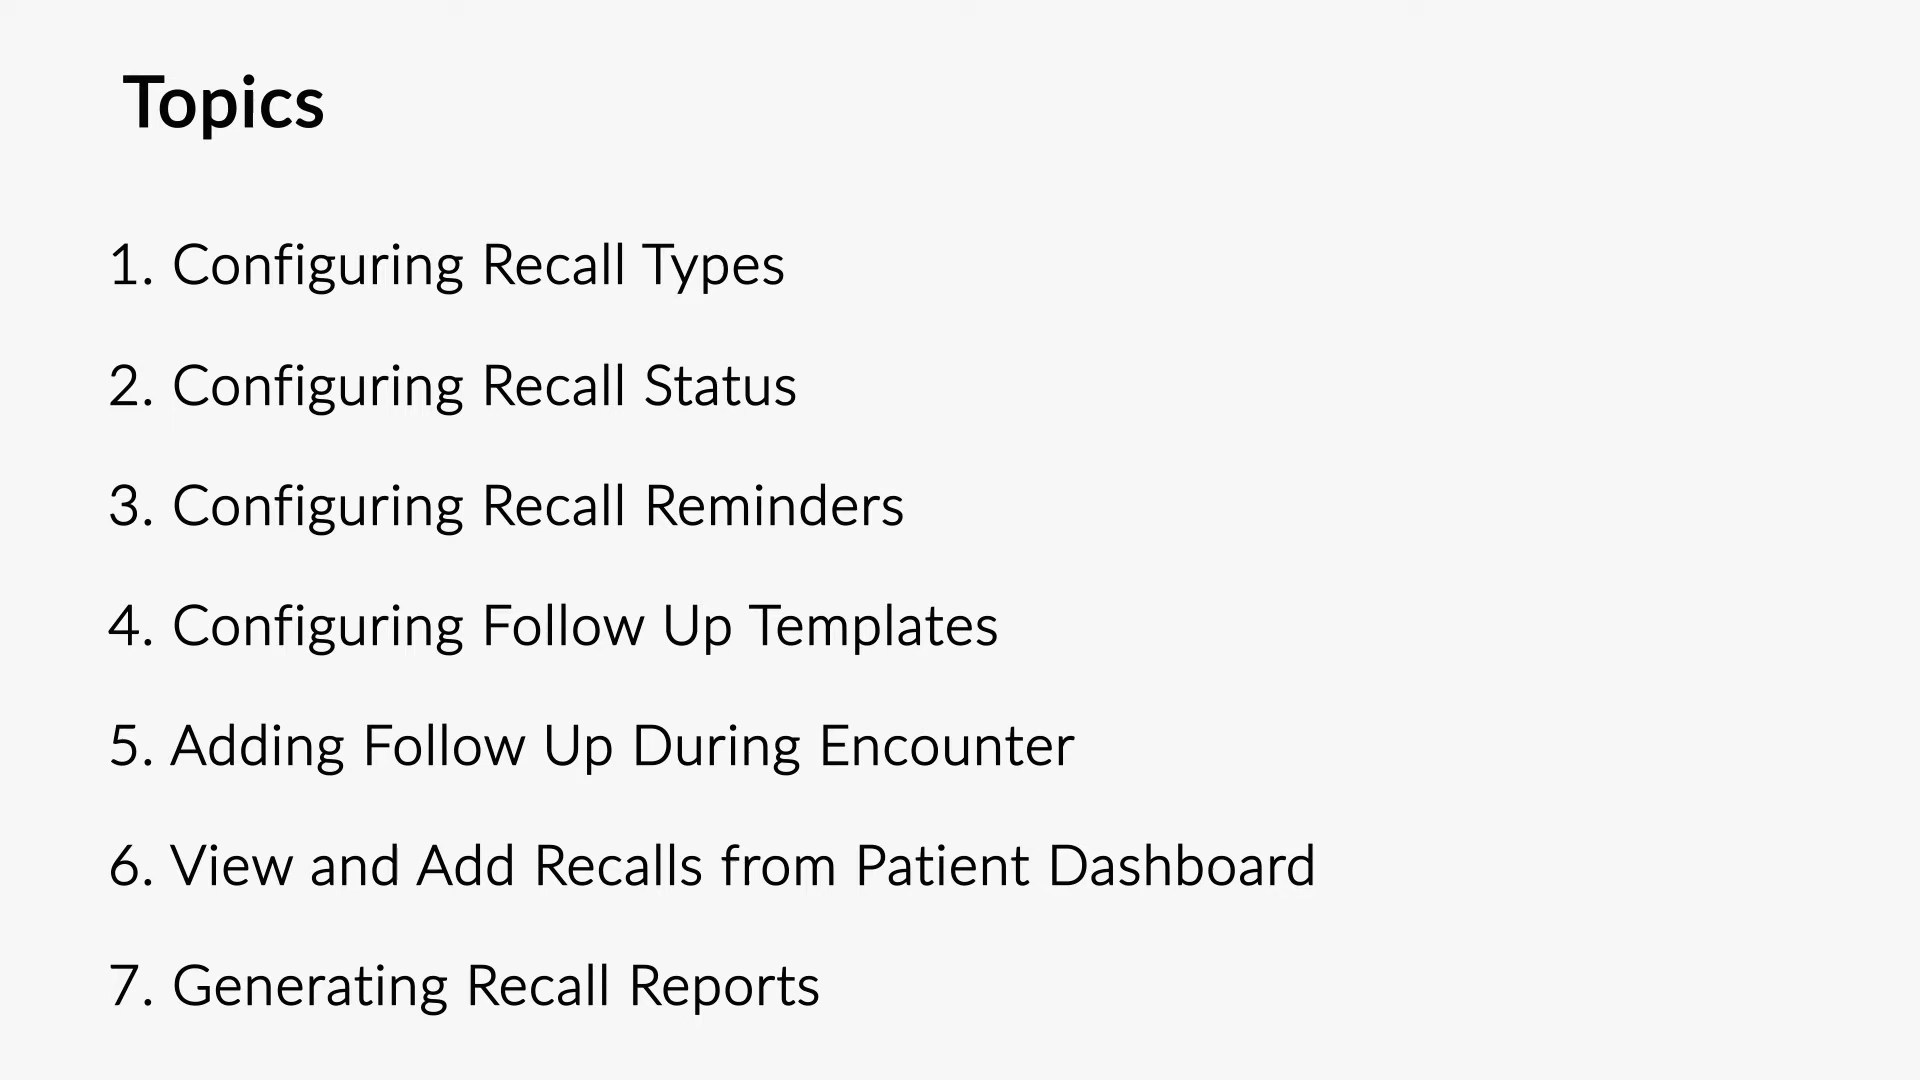 Topics
1. Configuring Recall Types
2. Configuring Recall Status
3. Configuring Recall Reminders
4. Configuring Follow Up Templates
5. Adding Follow Up During Encounter
6. View and Add Recalls from Patient Dashboard
7. Generating Recall Reports